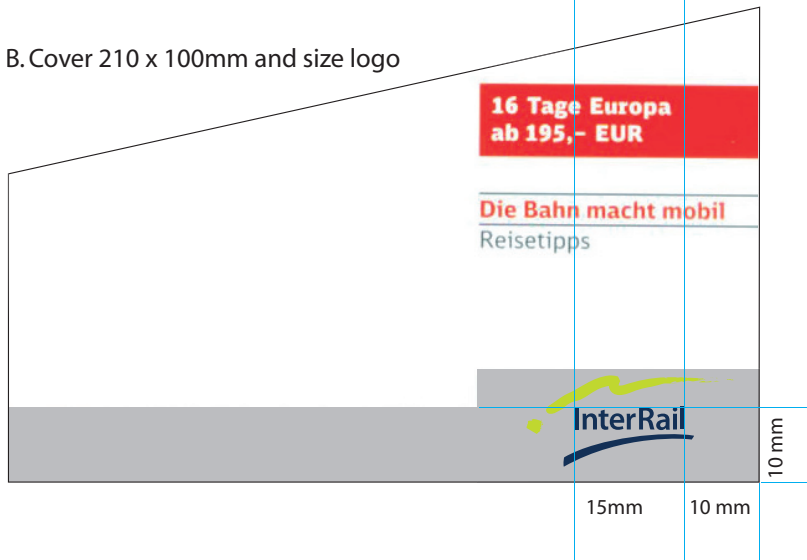 B. Cover 210 x 100mm and size logo
16 Tage Europa
ab 195,– EUR
Die Bahn macht mobil
Reisetipps
InterRail
10 mm
15mm
10 mm